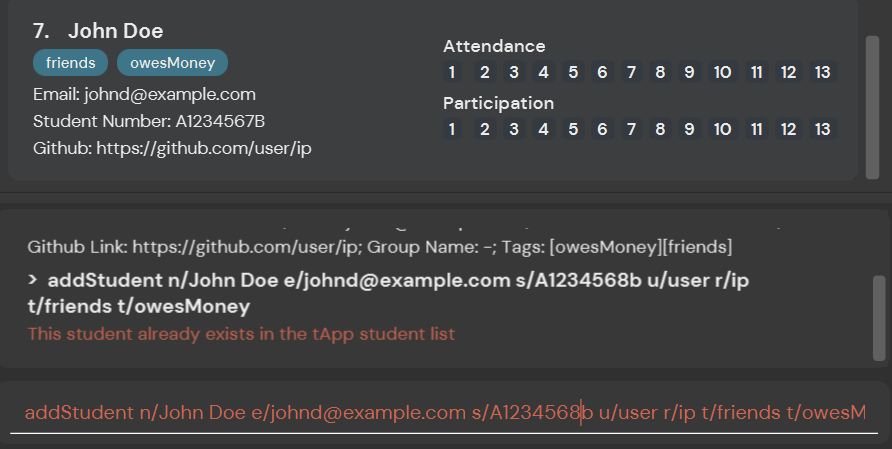 7. John Doe
friends owesMoney
Email: johnd@example.com
Student Number: A1234567B
Github: https://github.com/user/ip
Attendance
1 2 3 4 5 6 7 8 9 10 11 12 13
Participation
1 2 3 4 5 6 7 8 9 10 11 12 13
Github Link: https://github.com/user/ip; Group Name: -; Tags: [owesMoney][friends]
> addStudent n/John Doe e/johnd@example.com s/A1234568b u/user r/ip
t/friends t/owesMoney
This student already exists in the tApp student list
addStudent n/John Doe e/johnd@example.com s/A1234568b u/user r/ip t/friends t/owesM